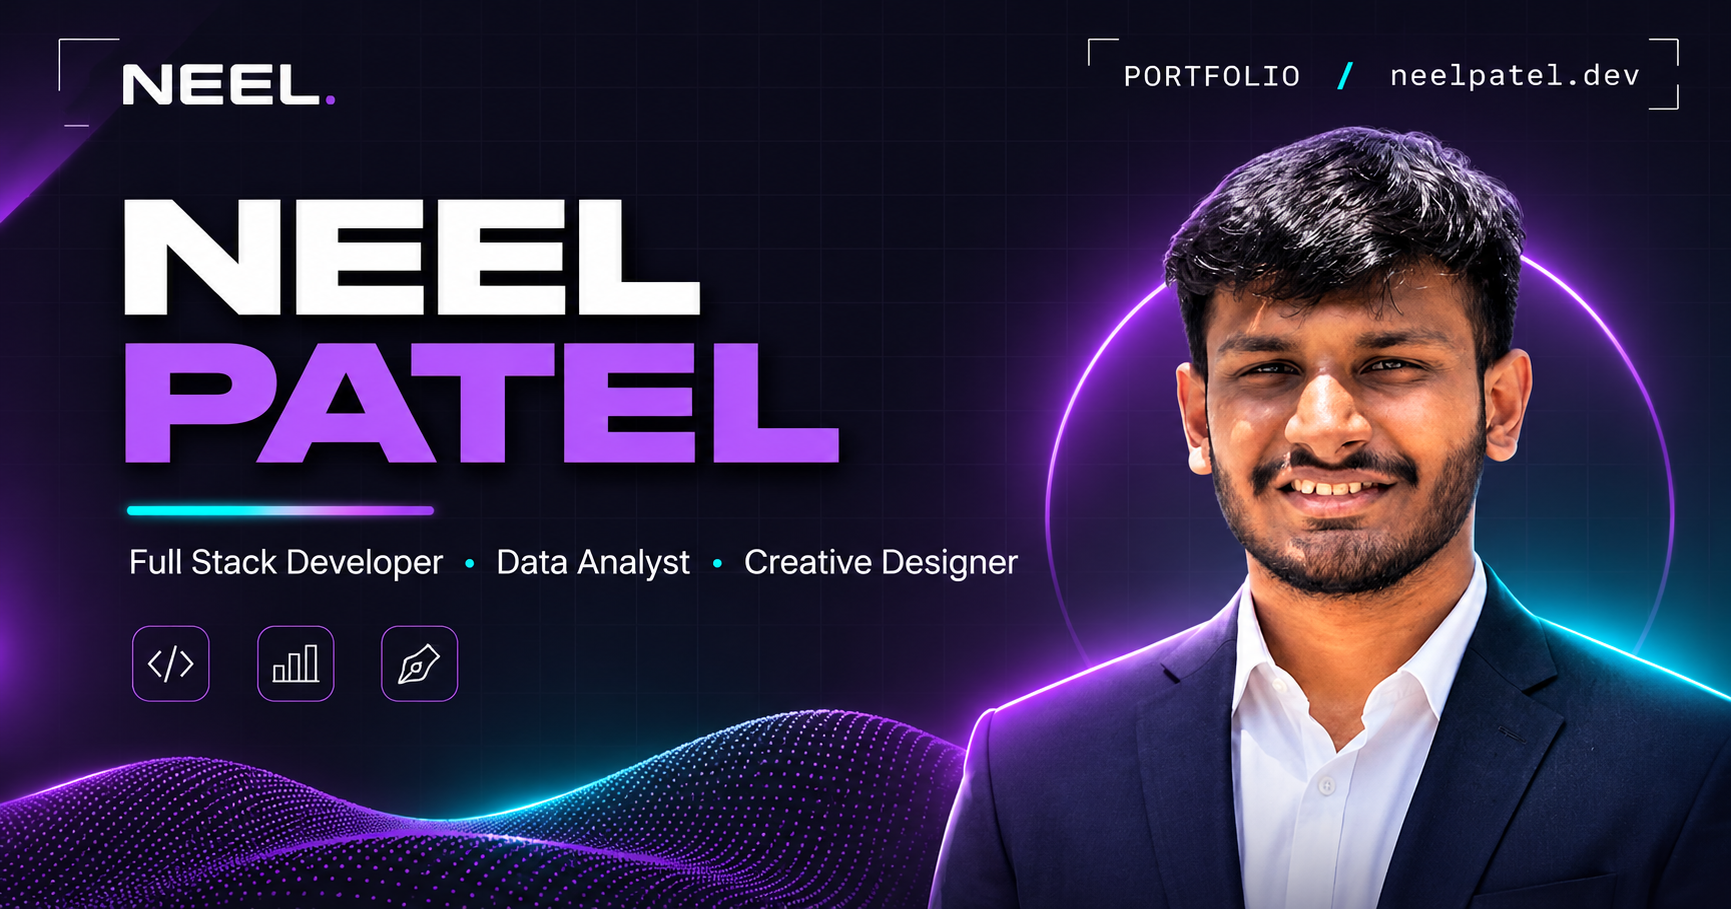 NEEL.
PORTFOLIO / neelpatel.dev
NEEL
PATEL
Full Stack Developer • Data Analyst • Creative Designer